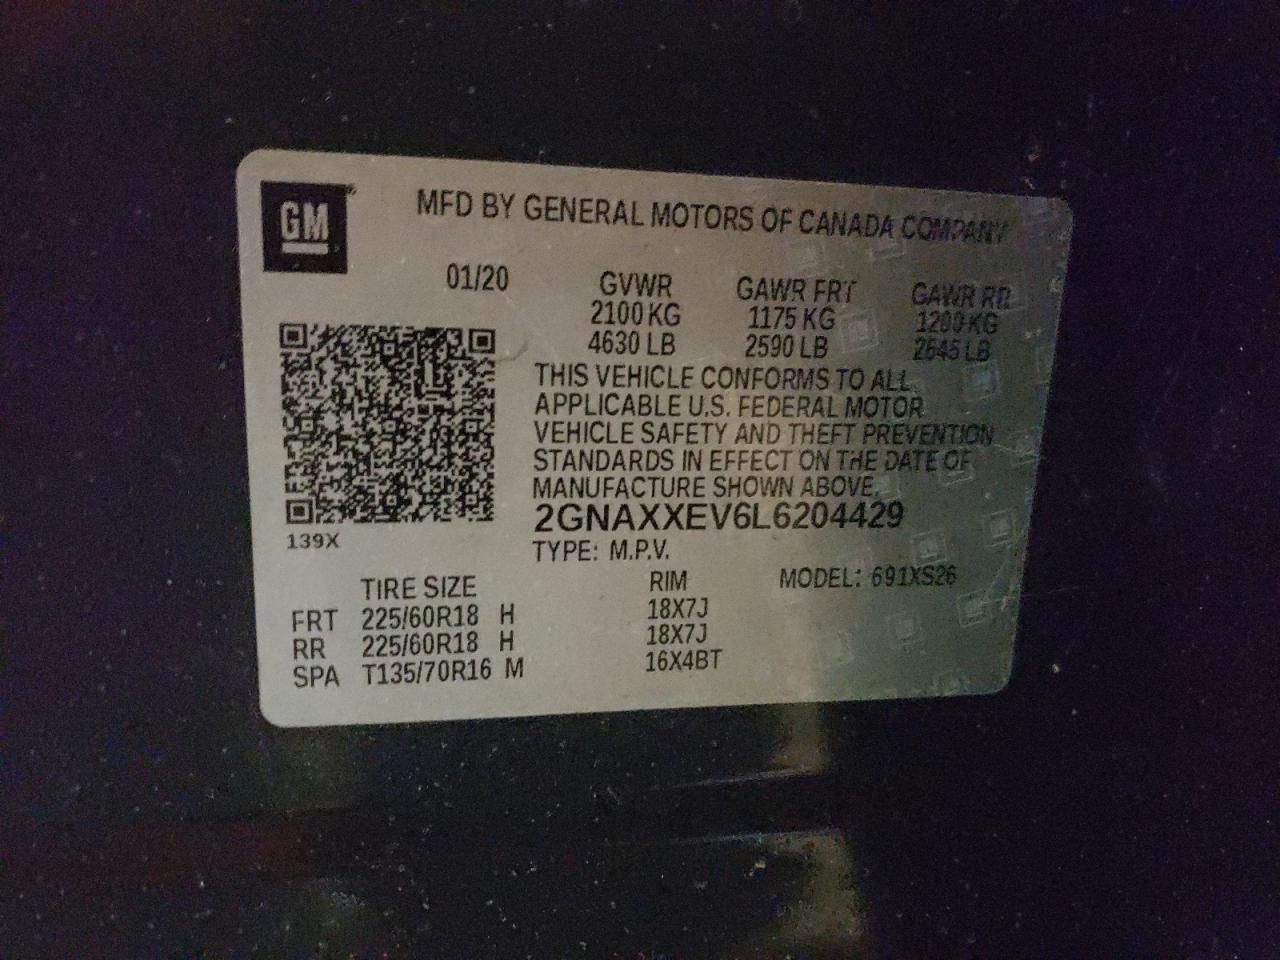 GM
MFD BY GENERAL MOTORS OF CANADA COMPANY
01/20 GVWR GAWR FRT GAWR RR
2100 KG 1175 KG 1200 KG
4630 LB 2590 LB 2645 LB
THIS VEHICLE CONFORMS TO ALL
APPLICABLE U.S. FEDERAL MOTOR
VEHICLE SAFETY AND THEFT PREVENTION
STANDARDS IN EFFECT ON THE DATE OF
MANUFACTURE SHOWN ABOVE.
2GNAXXEV6L6204429
139X
TYPE: M.P.V.
TIRE SIZE RIM MODEL: 691XS26
FRT 225/60R18 H 18X7J
RR 225/60R18 H 18X7J
SPA T135/70R16 M 16X4BT